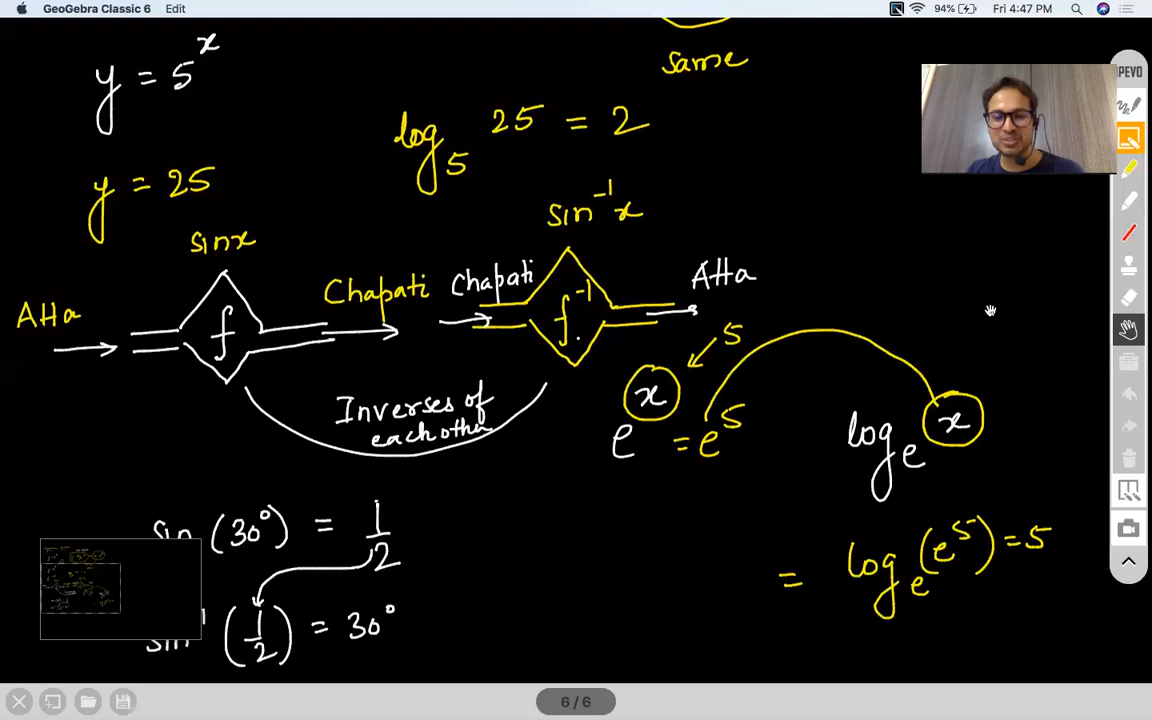 GeoGebra Classic 6 Edit 94% Fri 4:47 PM
IPEVO
same
y = 5^x
log_5 25 = 2
y = 25
sinx
sin^-1 x
Atta
f
Chapati
Chapati
f^-1
Atta
Inverses of
each other
5
e^x = e^5
log_e x
sin (30°) = 1/2
= log_e (e^5) = 5
(1/2) = 30°
6 / 6